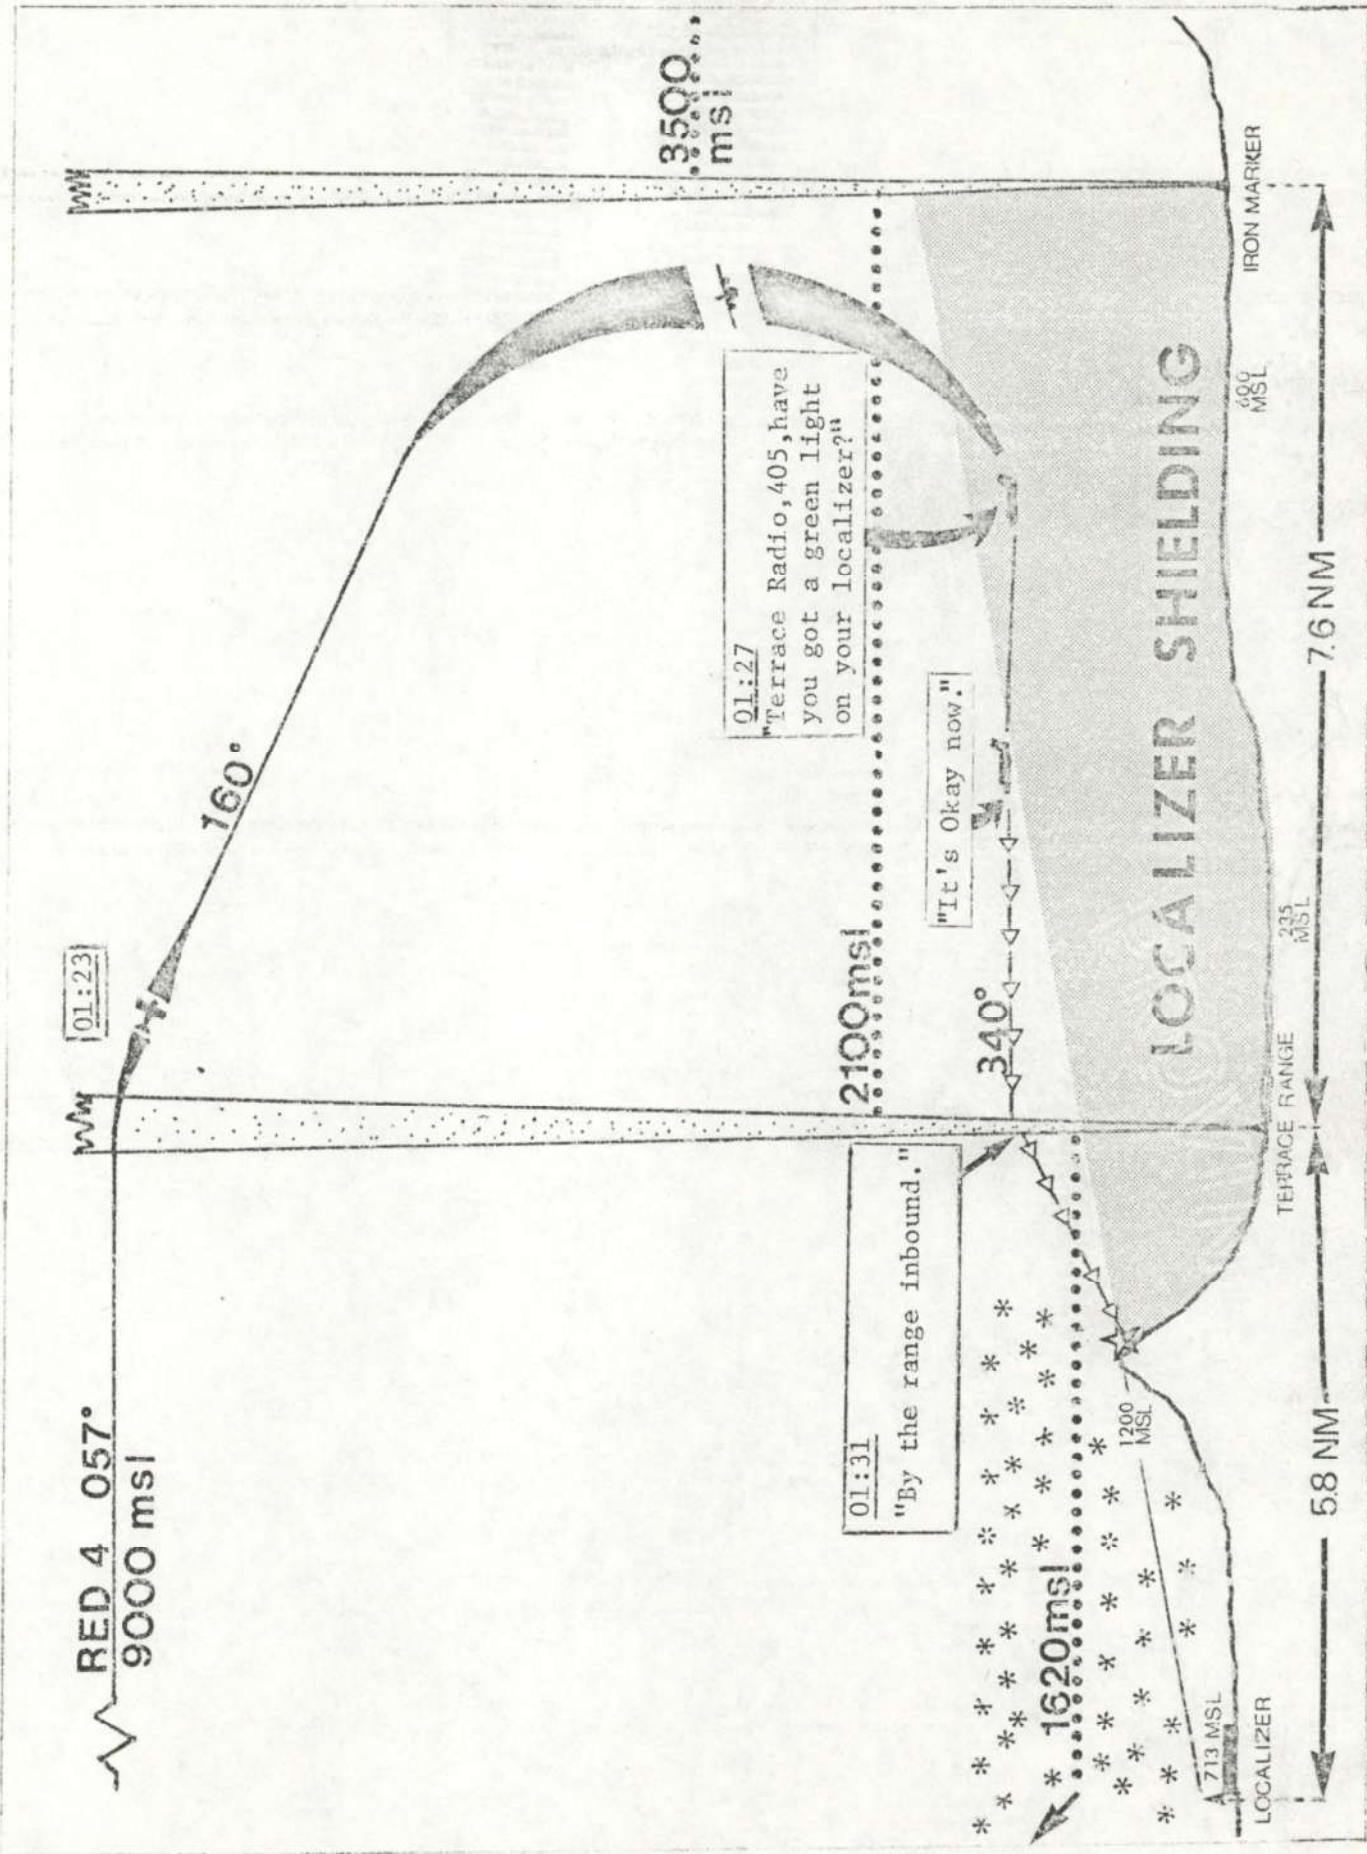 RED 4 057°
9000 msl
01:23
160°
3500
msl
01:27
"Terrace Radio,405,have
you got a green light
on your localizer?"
2100msl
"It's Okay now."
340°
01:31
"By the range inbound."
1620msl
LOCALIZER SHIELDING
1200
MSL
713 MSL
LOCALIZER
TERRACE RANGE
235
MSL
600
MSL
IRON MARKER
5.8 NM
7.6 NM